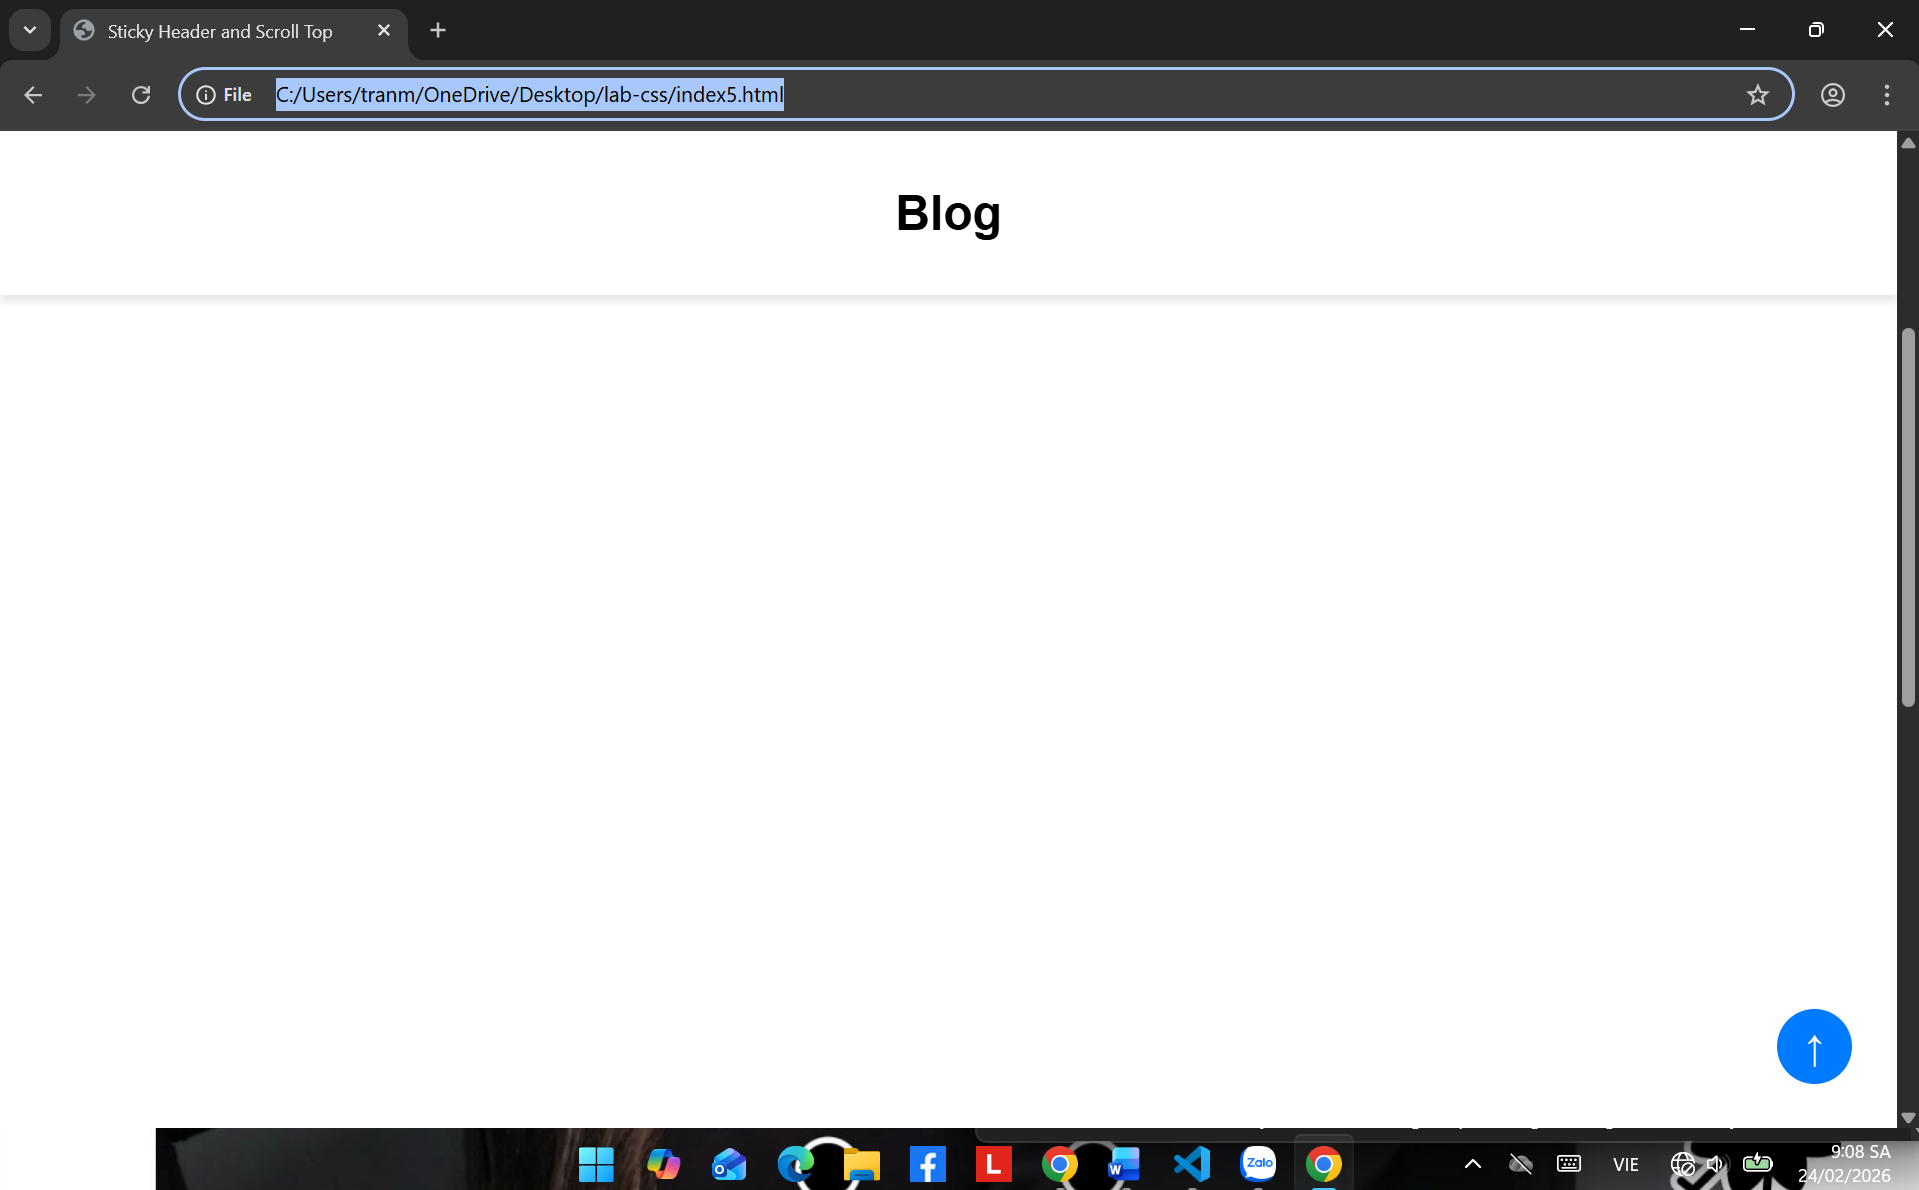 Sticky Header and Scroll Top
File C:/Users/tranm/OneDrive/Desktop/lab-css/index5.html
Blog
↑
L
W
Zalo
VIE
9:08 SA
24/02/2026